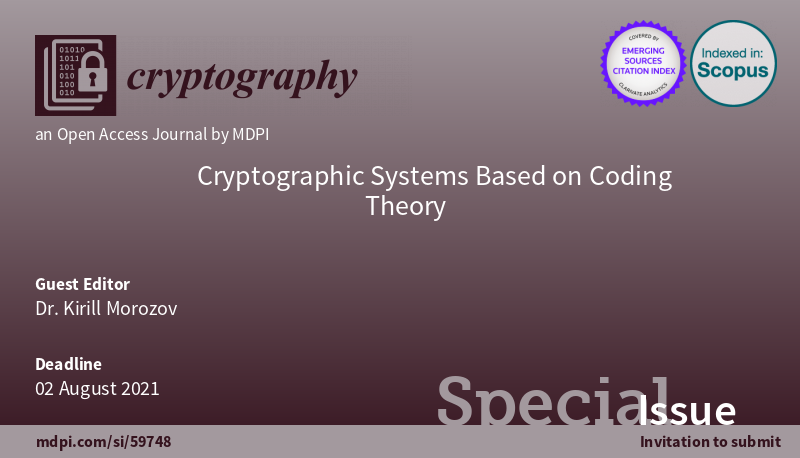 01010
1011
101
010
100
010
cryptography
COVERED BY
EMERGING
SOURCES
CITATION INDEX
CLARIVATE ANALYTICS
Indexed in:
Scopus
an Open Access Journal by MDPI
Cryptographic Systems Based on Coding
Theory
Guest Editor
Dr. Kirill Morozov
Deadline
02 August 2021
Special
Issue
mdpi.com/si/59748
Invitation to submit